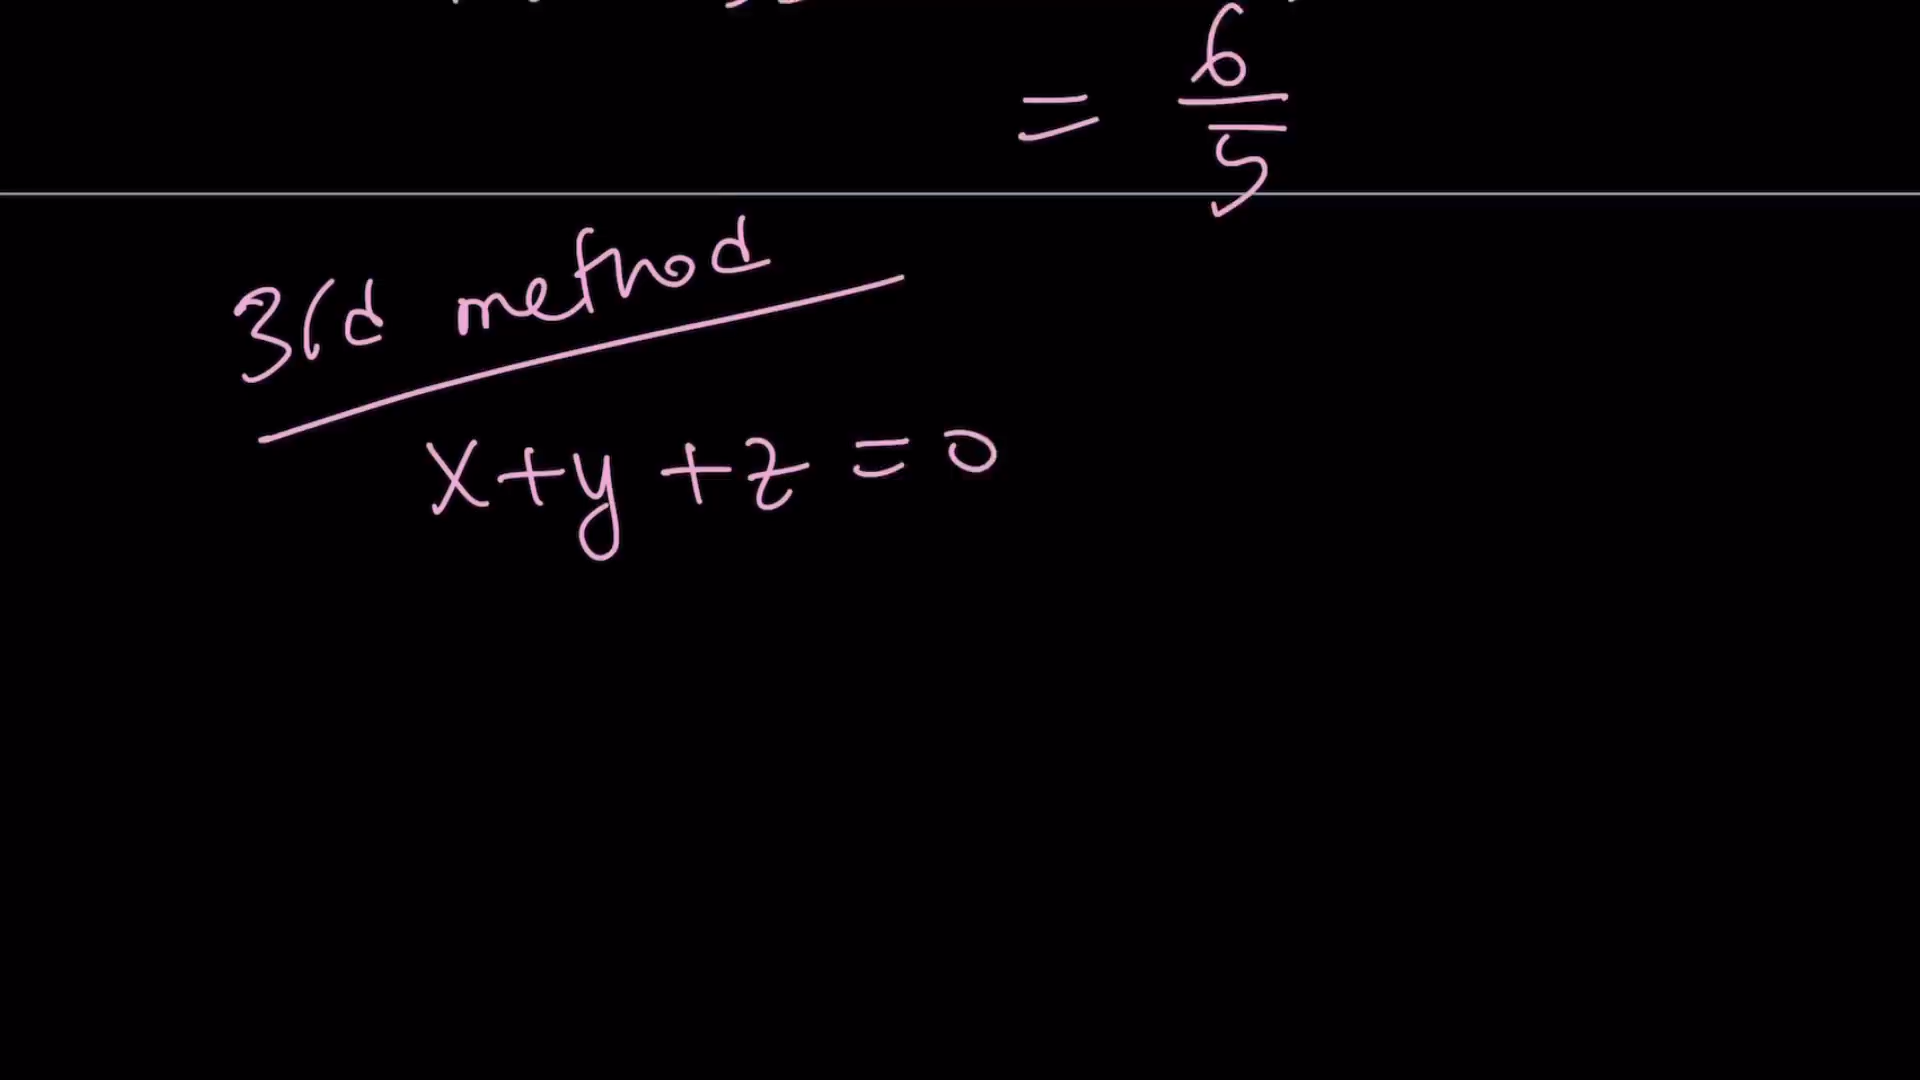 = 6/5
3rd method
x+y+z=0